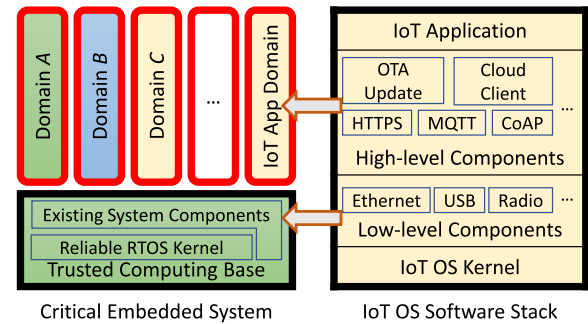 Domain A
Domain B
Domain C
...
IoT App Domain
Existing System Components
Reliable RTOS Kernel
Trusted Computing Base
Critical Embedded System
IoT Application
OTA
Update
Cloud
Client
...
HTTPS
MQTT
CoAP
High-level Components
Ethernet
USB
Radio
...
Low-level Components
IoT OS Kernel
IoT OS Software Stack